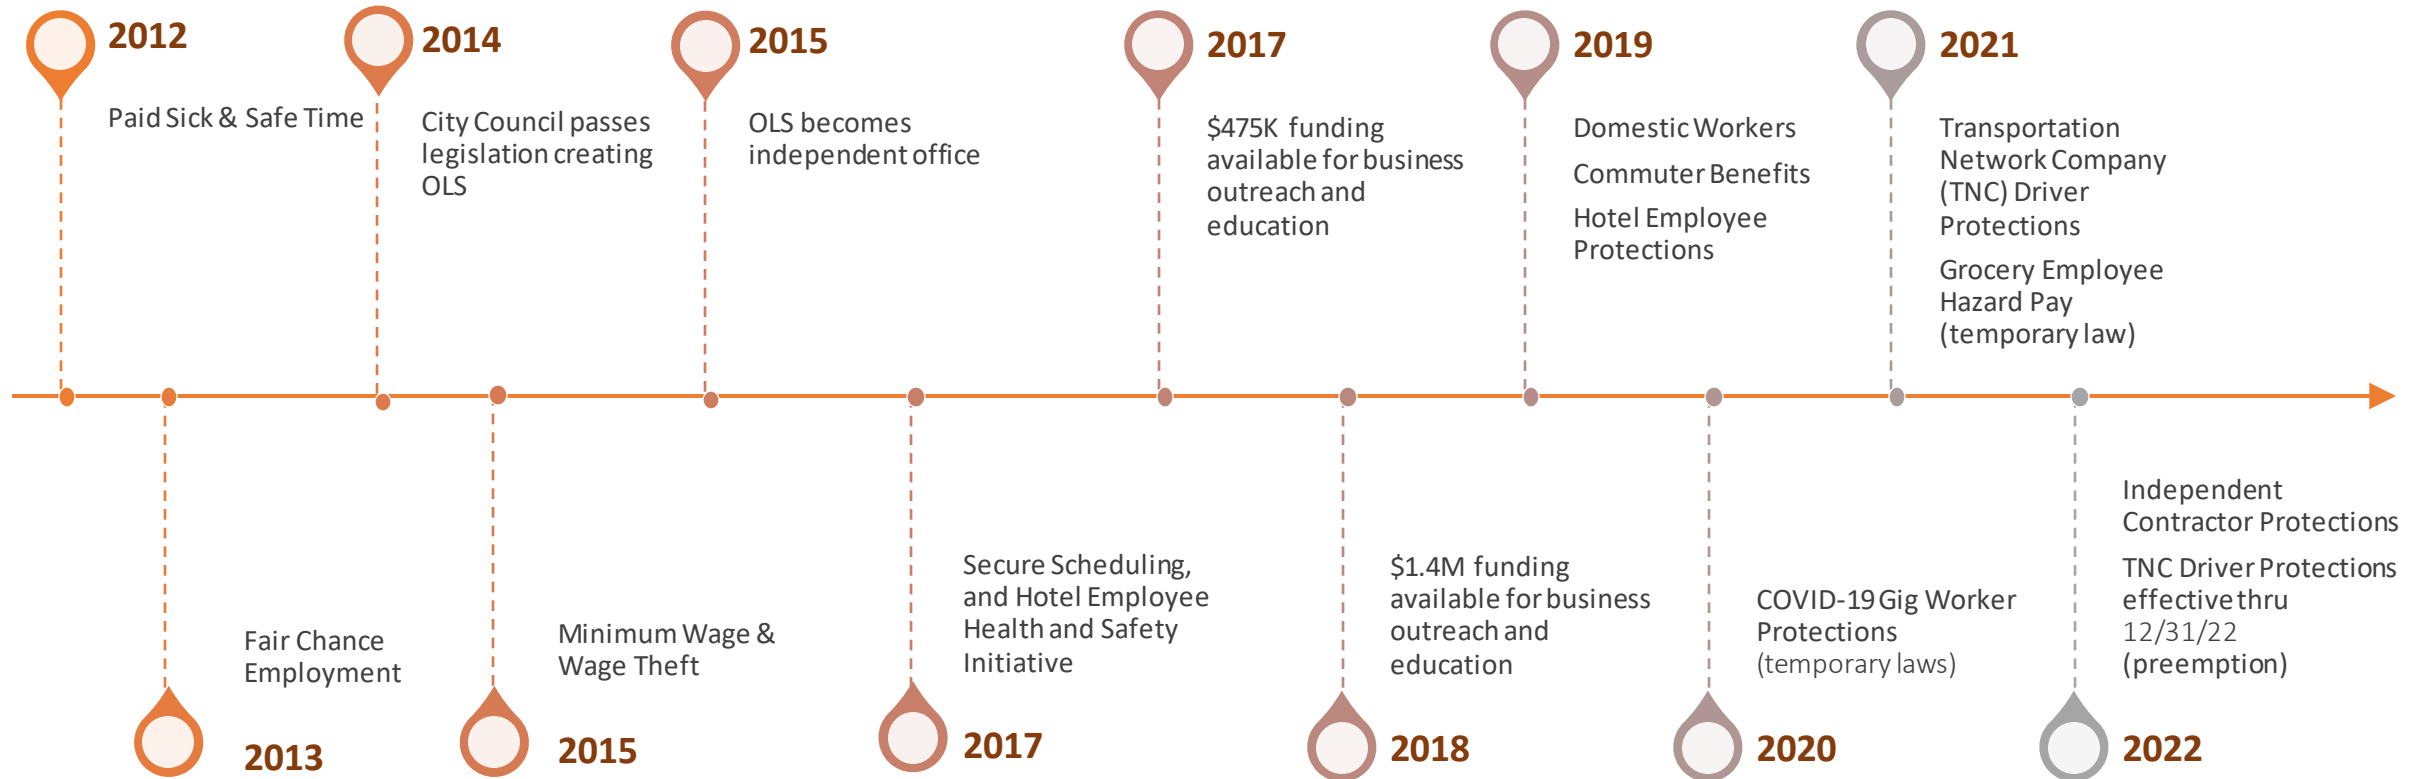 2012
Paid Sick & Safe Time
2014
City Council passes
legislation creating
OLS
2015
OLS becomes
independent office
2017
$475K funding
available for business
outreach and
education
2019
Domestic Workers
Commuter Benefits
Hotel Employee
Protections
2021
Transportation
Network Company
(TNC) Driver
Protections
Grocery Employee
Hazard Pay
(temporary law)
Fair Chance
Employment
2013
Minimum Wage &
Wage Theft
2015
Secure Scheduling,
and Hotel Employee
Health and Safety
Initiative
2017
$1.4M funding
available for business
outreach and
education
2018
COVID-19 Gig Worker
Protections
(temporary laws)
2020
Independent
Contractor Protections
TNC Driver Protections
effective thru
12/31/22
(preemption)
2022